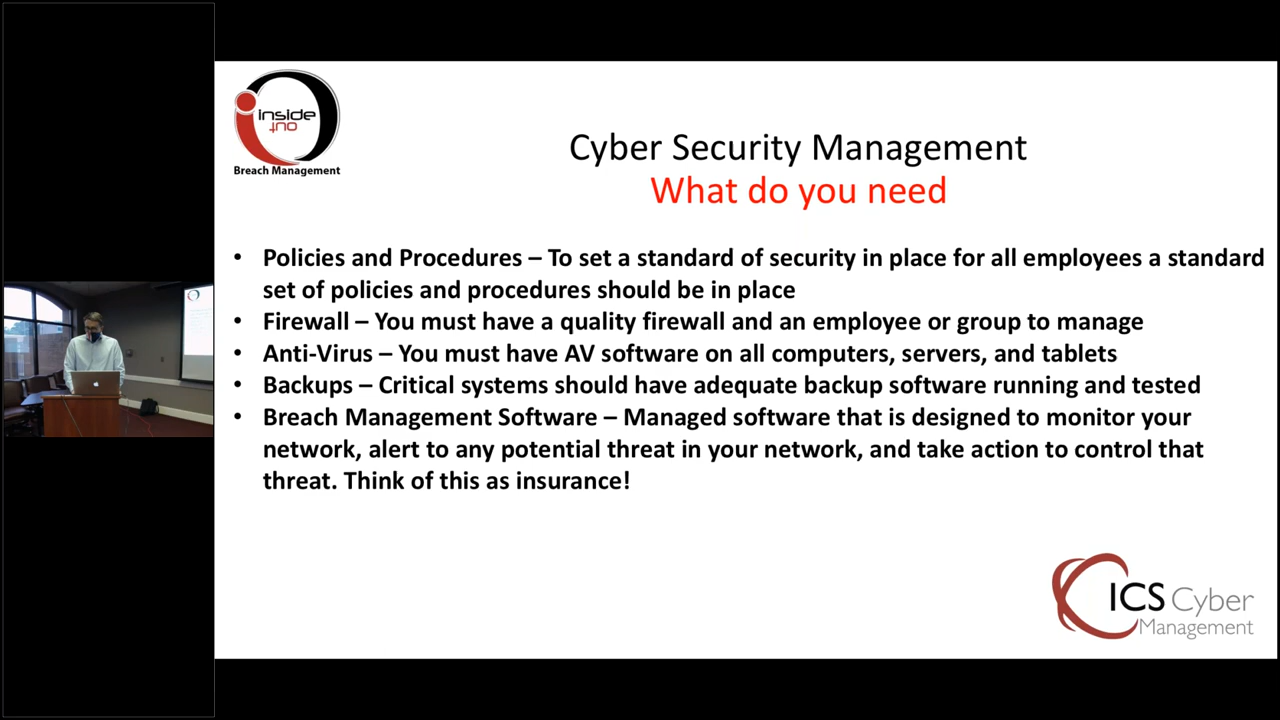 inside
out
Breach Management
Cyber Security Management
What do you need
• Policies and Procedures – To set a standard of security in place for all employees a standard
set of policies and procedures should be in place
• Firewall – You must have a quality firewall and an employee or group to manage
• Anti-Virus – You must have AV software on all computers, servers, and tablets
• Backups – Critical systems should have adequate backup software running and tested
• Breach Management Software – Managed software that is designed to monitor your
network, alert to any potential threat in your network, and take action to control that
threat. Think of this as insurance!
ICS Cyber
Management